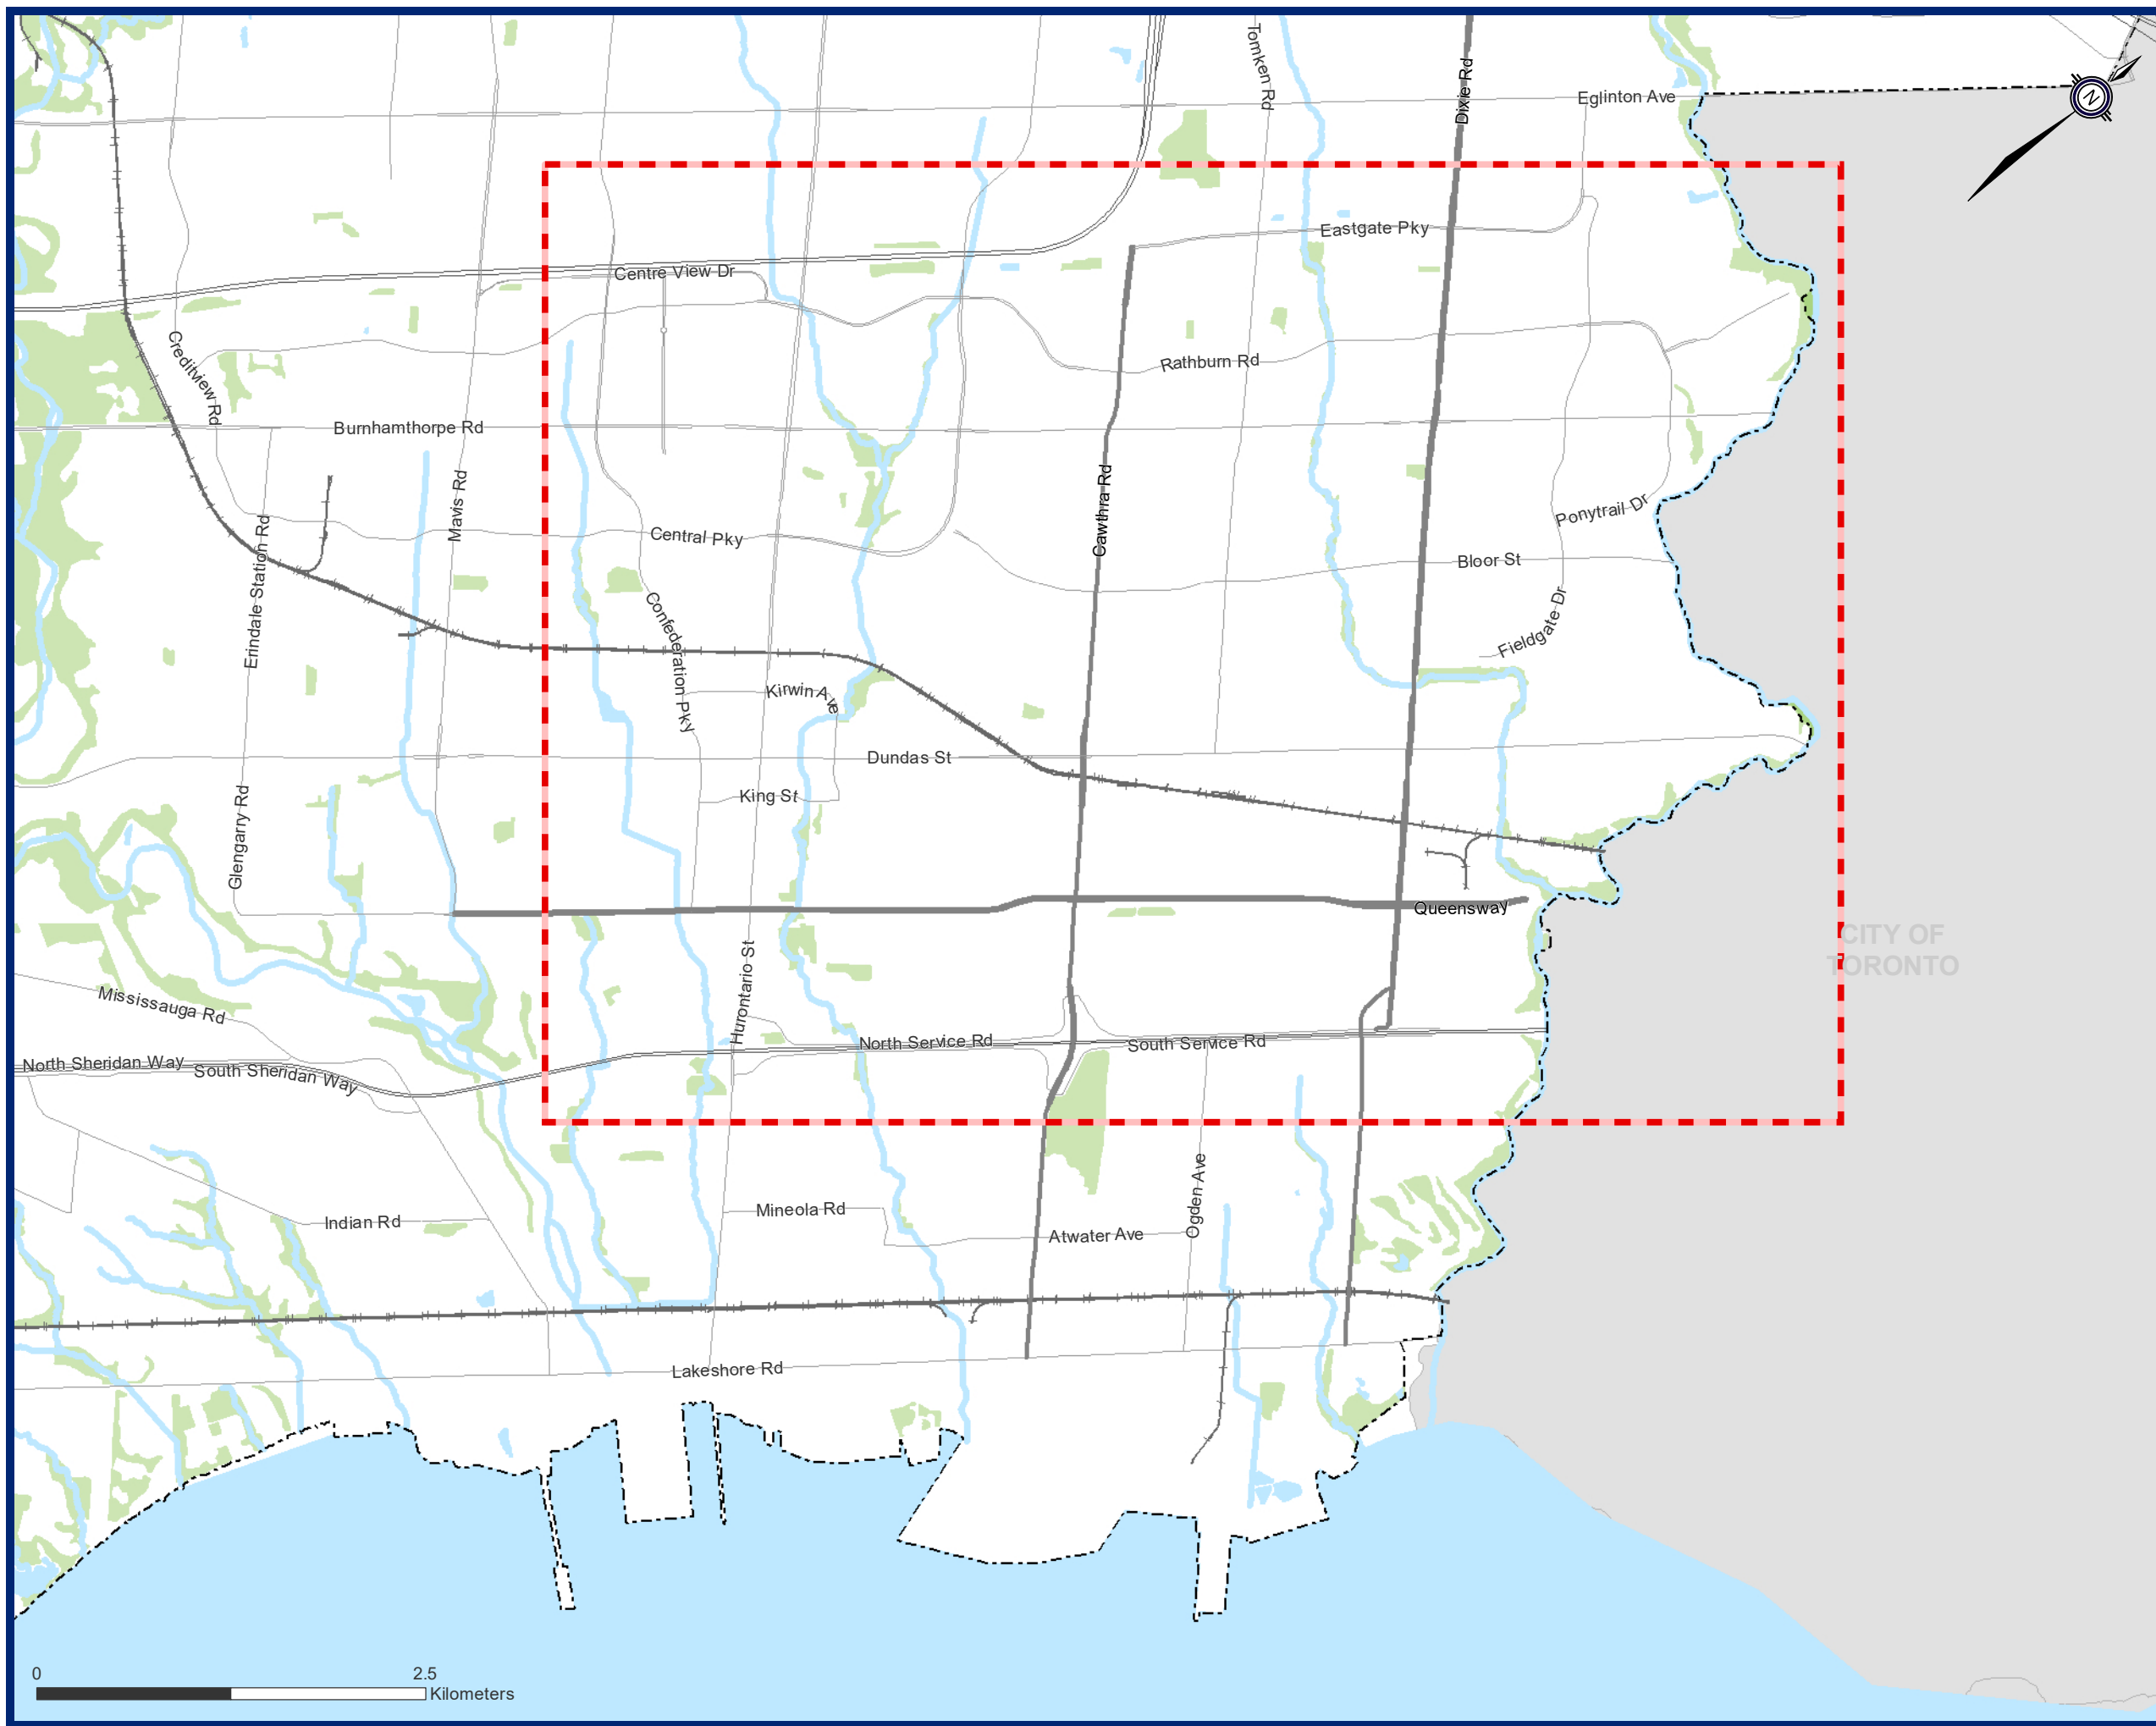 Tomken Rd
Dixie Rd
Eglinton Ave
N
Eastgate Pky
Centre View Dr
Creditview Rd
Rathburn Rd
Burnhamthorpe Rd
Mavis Rd
Cawthra Rd
Ponytrail Dr
Central Pky
Erindale Station Rd
Bloor St
Confederation Pky
Fieldgate Dr
Kirwin Ave
Dundas St
King St
Glengarry Rd
Queensway
CITY OF
TORONTO
Hurontario St
Mississauga Rd
North Service Rd
South Service Rd
North Sheridan Way
South Sheridan Way
Ogden Ave
Mineola Rd
Indian Rd
Atwater Ave
Lakeshore Rd
0 2.5
Kilometers